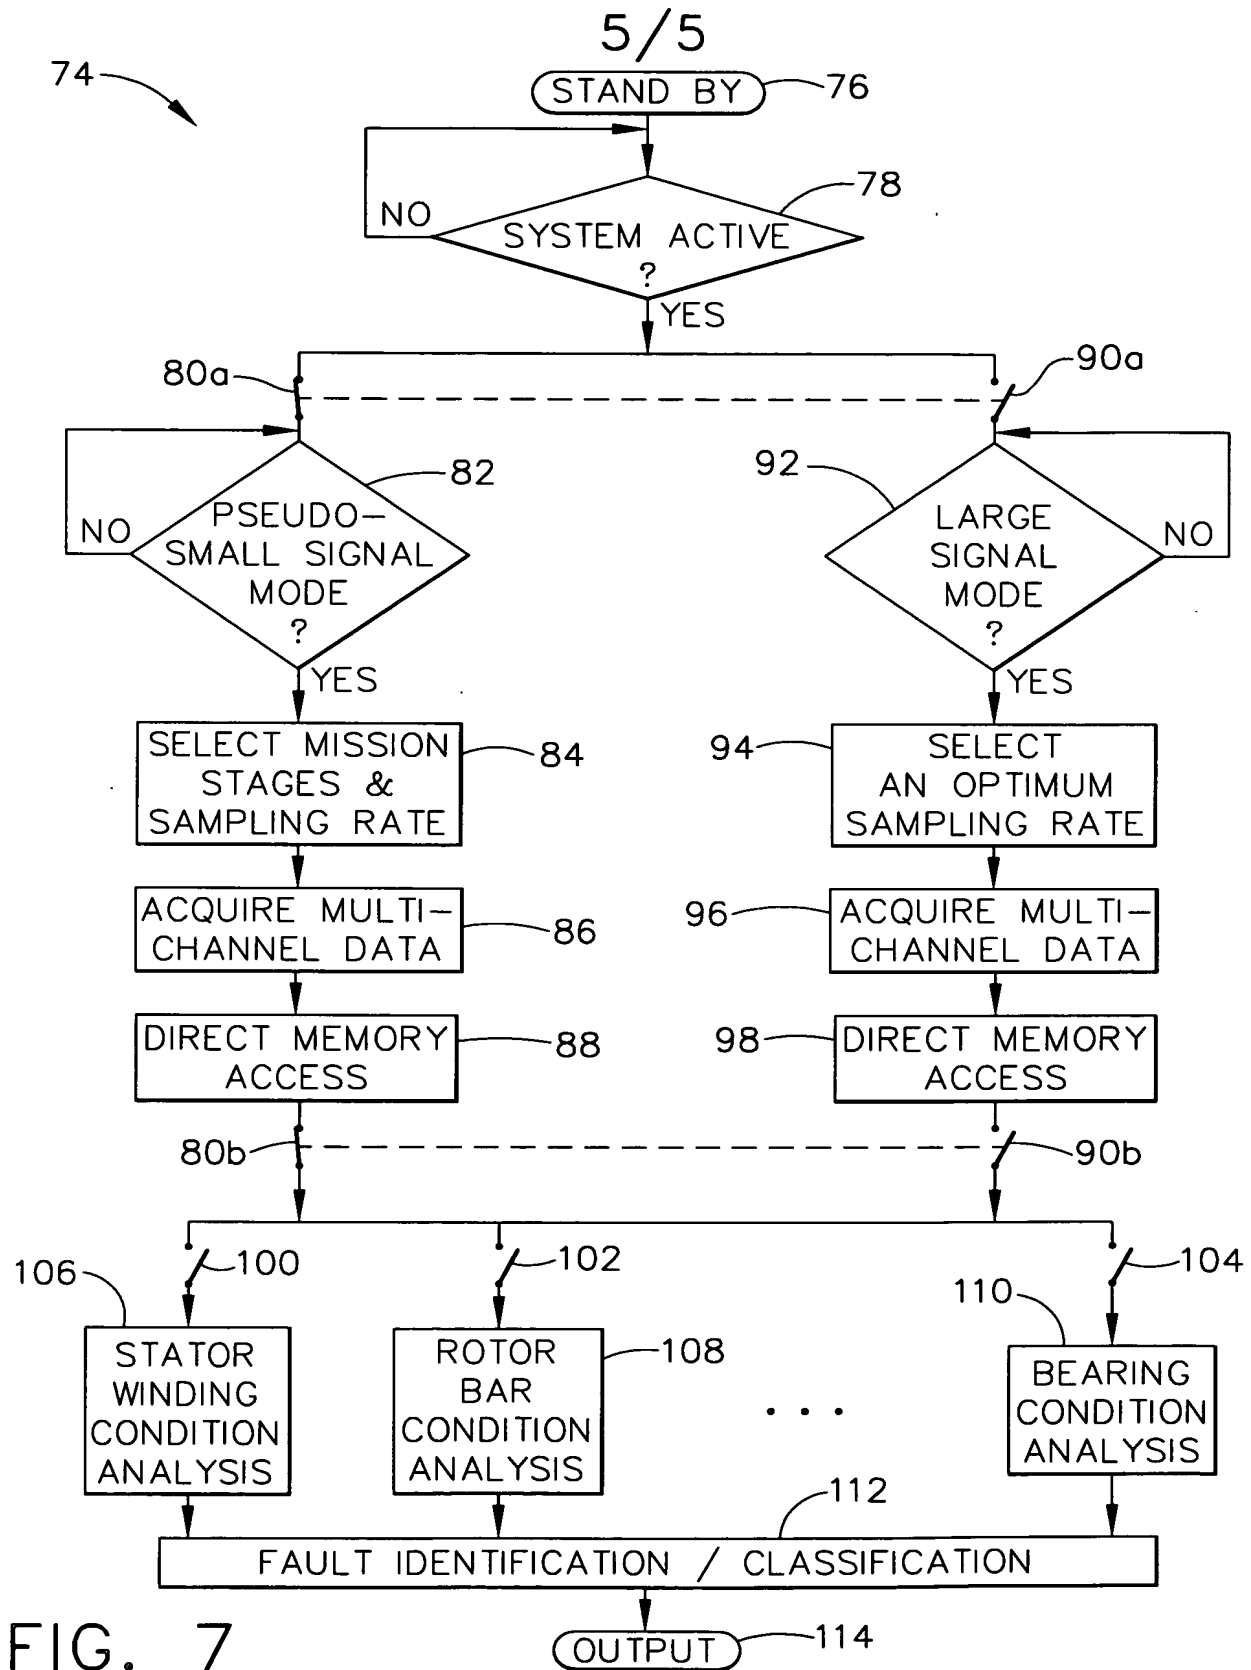 5/5
74
STAND BY
76
78
NO
SYSTEM ACTIVE
?
YES
80a
90a
82
92
NO
PSEUDO-
SMALL SIGNAL
MODE
?
LARGE
SIGNAL
MODE
?
NO
YES
YES
SELECT MISSION
STAGES &
SAMPLING RATE
84
94
SELECT
AN OPTIMUM
SAMPLING RATE
ACQUIRE MULTI-
CHANNEL DATA
86
96
ACQUIRE MULTI-
CHANNEL DATA
DIRECT MEMORY
ACCESS
88
98
DIRECT MEMORY
ACCESS
80b
90b
100
102
104
106
STATOR
WINDING
CONDITION
ANALYSIS
ROTOR
BAR
CONDITION
ANALYSIS
108
. . .
110
BEARING
CONDITION
ANALYSIS
112
FAULT IDENTIFICATION / CLASSIFICATION
OUTPUT
114
FIG. 7